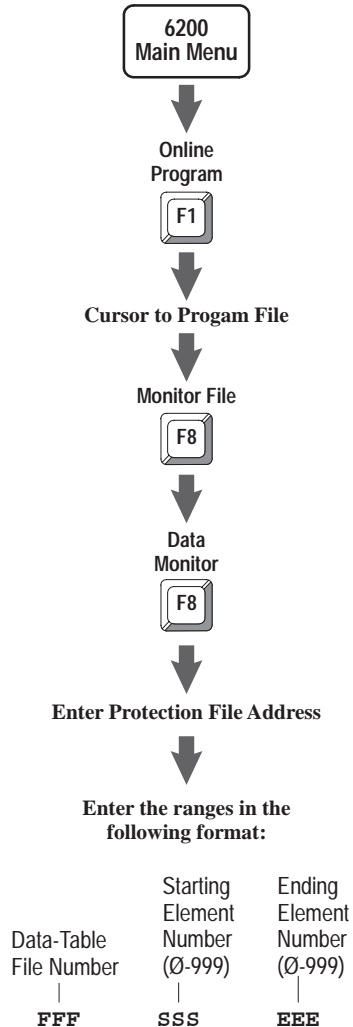 6200
Main Menu
Online
Program
F1
Cursor to Progam File
Monitor File
F8
Data
Monitor
F8
Enter Protection File Address
Enter the ranges in the
following format:
Data-Table
File Number
FFF
Starting
Element
Number
(Ø-999)
SSS
Ending
Element
Number
(Ø-999)
EEE